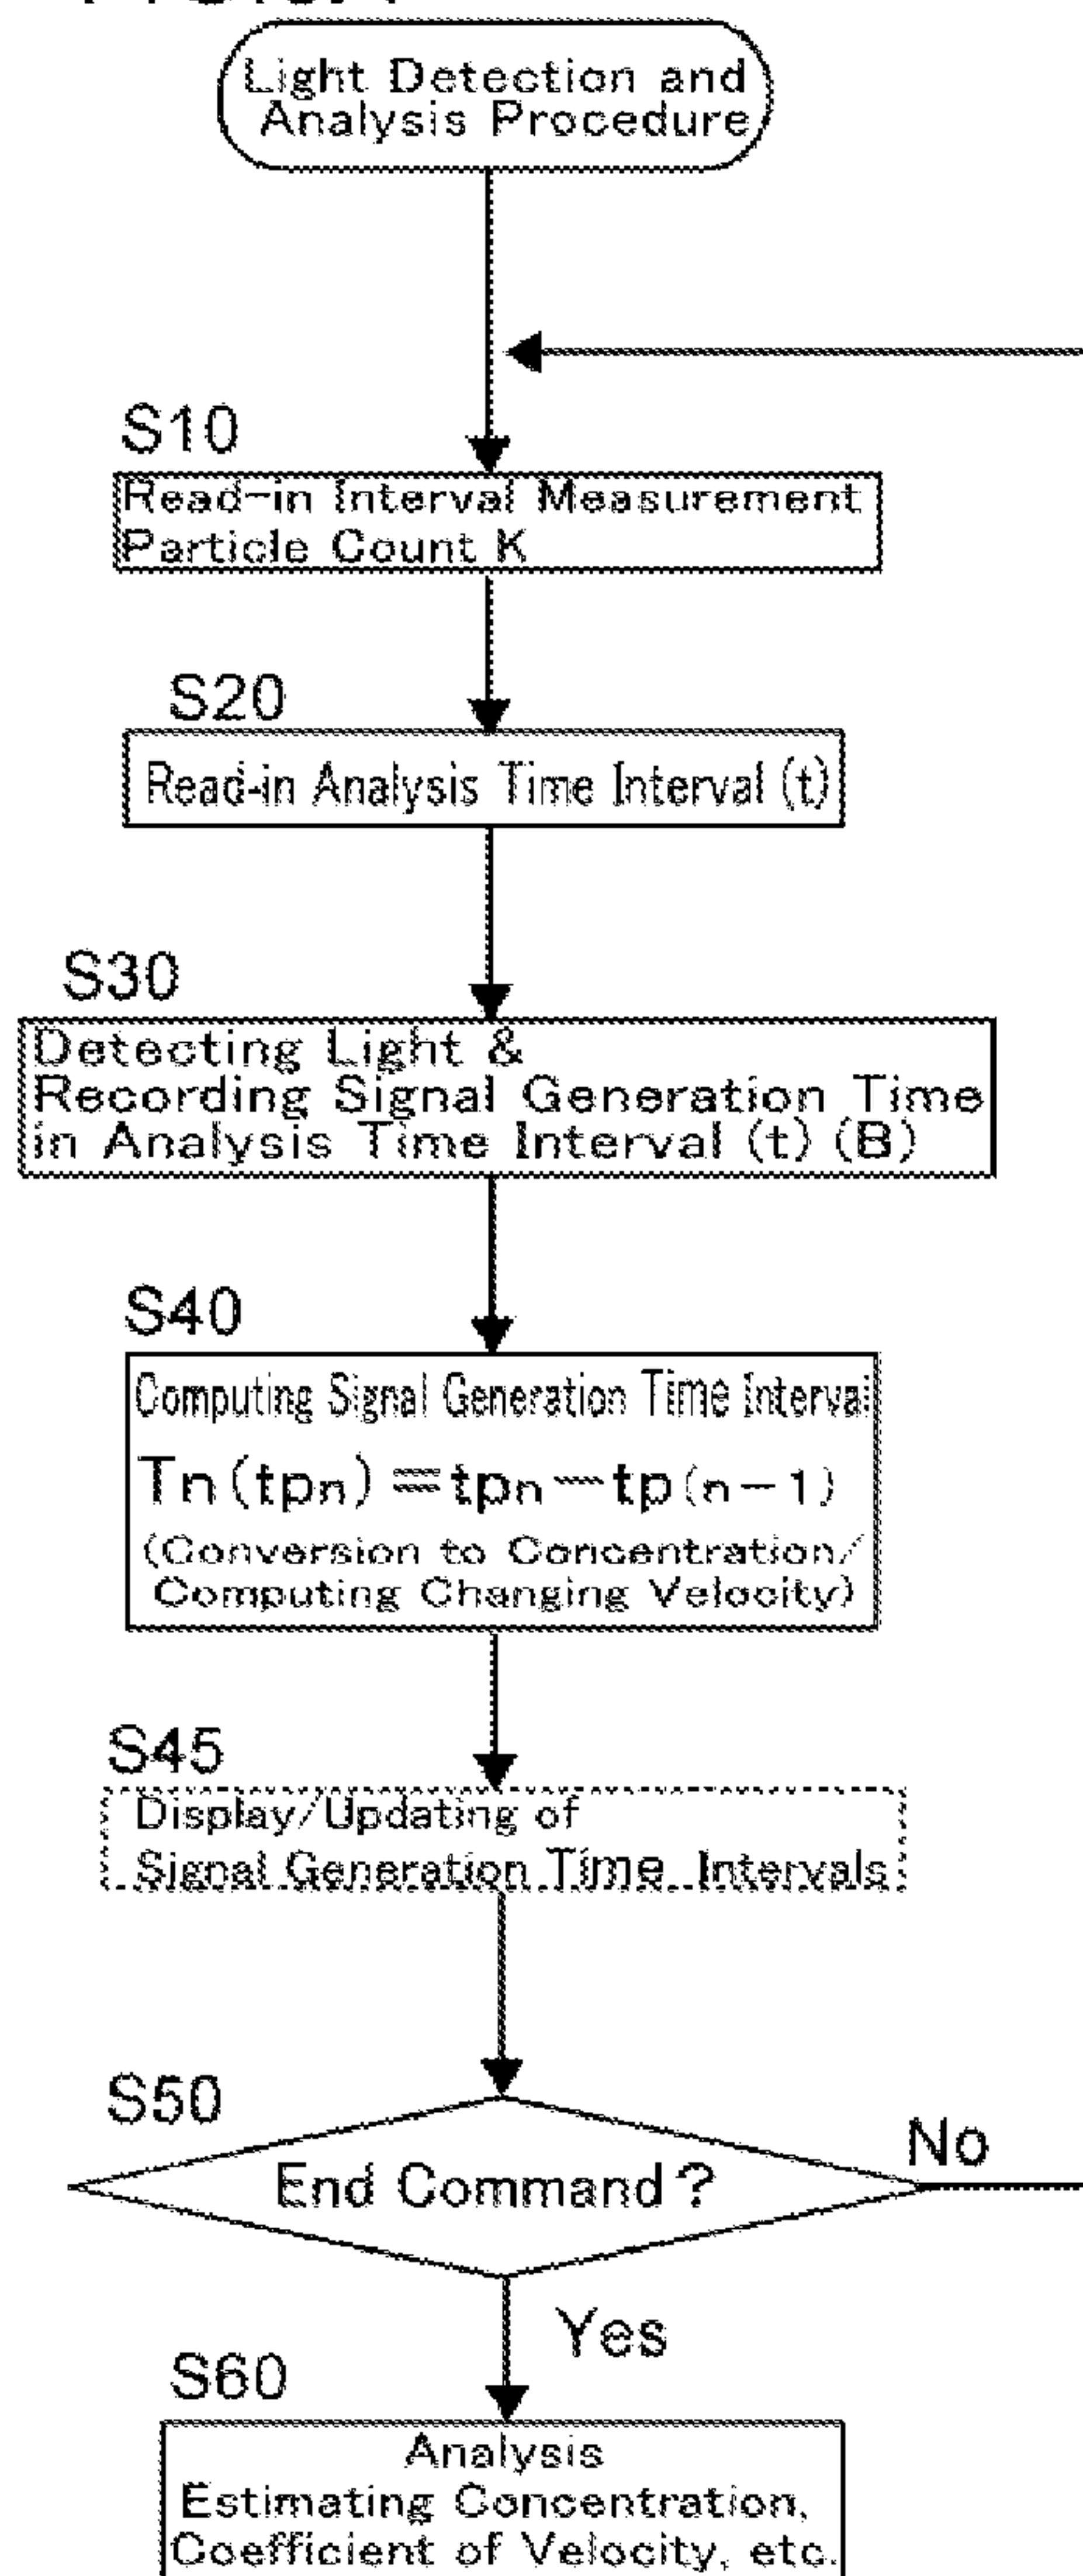 Light Detection and
Analysis Procedure
S10
Read-in Interval Measurement
Particle Count K
S20
Read-in Analysis Time Interval (t)
S30
Detecting Light &
Recording Signal Generation Time
in Analysis Time Interval (t) (B)
S40
Computing Signal Generation Time Interval
Tn(tpn)=tpn-tp(n-1)
(Conversion to Concentration/
Computing Changing Velocity)
S45
Display/Updating of
Signal Generation Time Intervals
S50
End Command?
No
Yes
S60
Analysis
Estimating Concentration,
Coefficient of Velocity, etc.